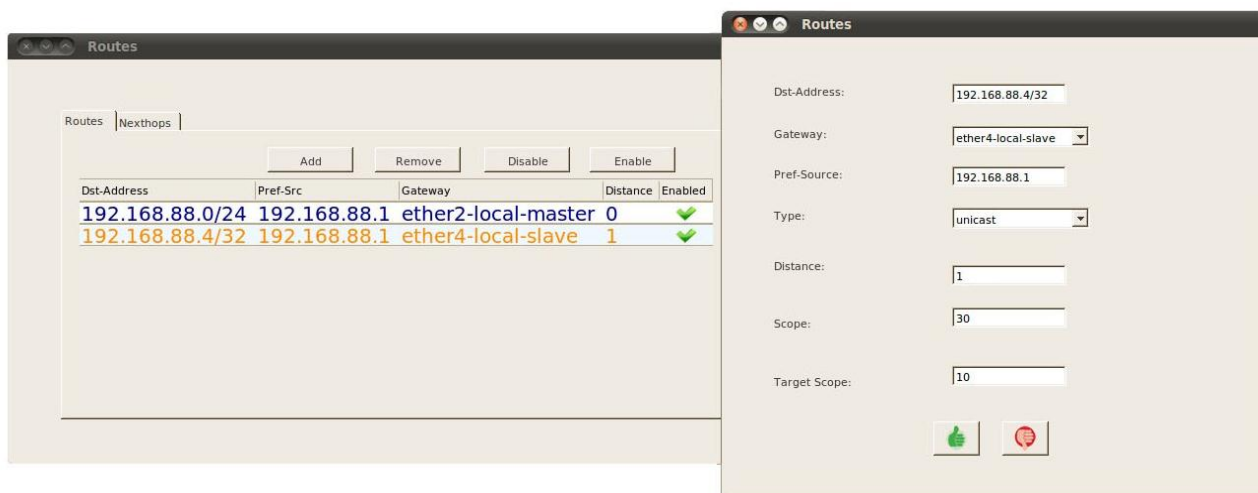 Routes
Routes Nexthops
Add Remove Disable Enable
Dst-Address Pref-Src Gateway Distance Enabled
192.168.88.0/24 192.168.88.1 ether2-local-master 0
192.168.88.4/32 192.168.88.1 ether4-local-slave 1
Routes
Dst-Address: 192.168.88.4/32
Gateway: ether4-local-slave
Pref-Source: 192.168.88.1
Type: unicast
Distance: 1
Scope: 30
Target Scope: 10